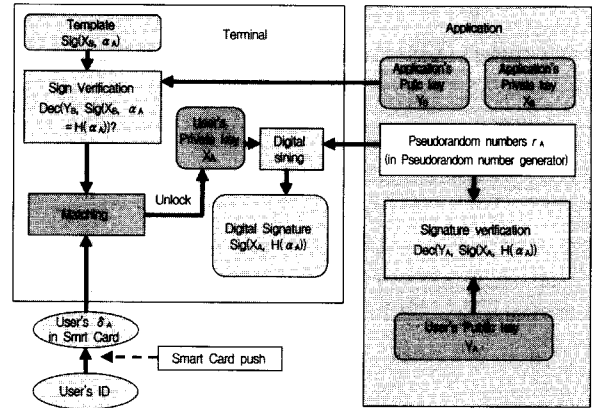 Template
Sig(X_B, α_A)
Terminal
Sign Verification
Dec(Y_B, Sig(X_B, α_A
= H(α_A))?
Matching
Unlock
User's
Private key
X_A
Digital
sining
Digital Signature
Sig(X_A, H(α_A))
User's δ_A
in Smrt Card
User's ID
Smart Card push
Application
Application's
Pulic key
Y_B
Application's
Private key
X_B
Pseudorandom numbers r_A
(in Pseudorandom number generator)
Signature verification
Dec(Y_A, Sig(X_A, H(α_A))
User's Public key
Y_A